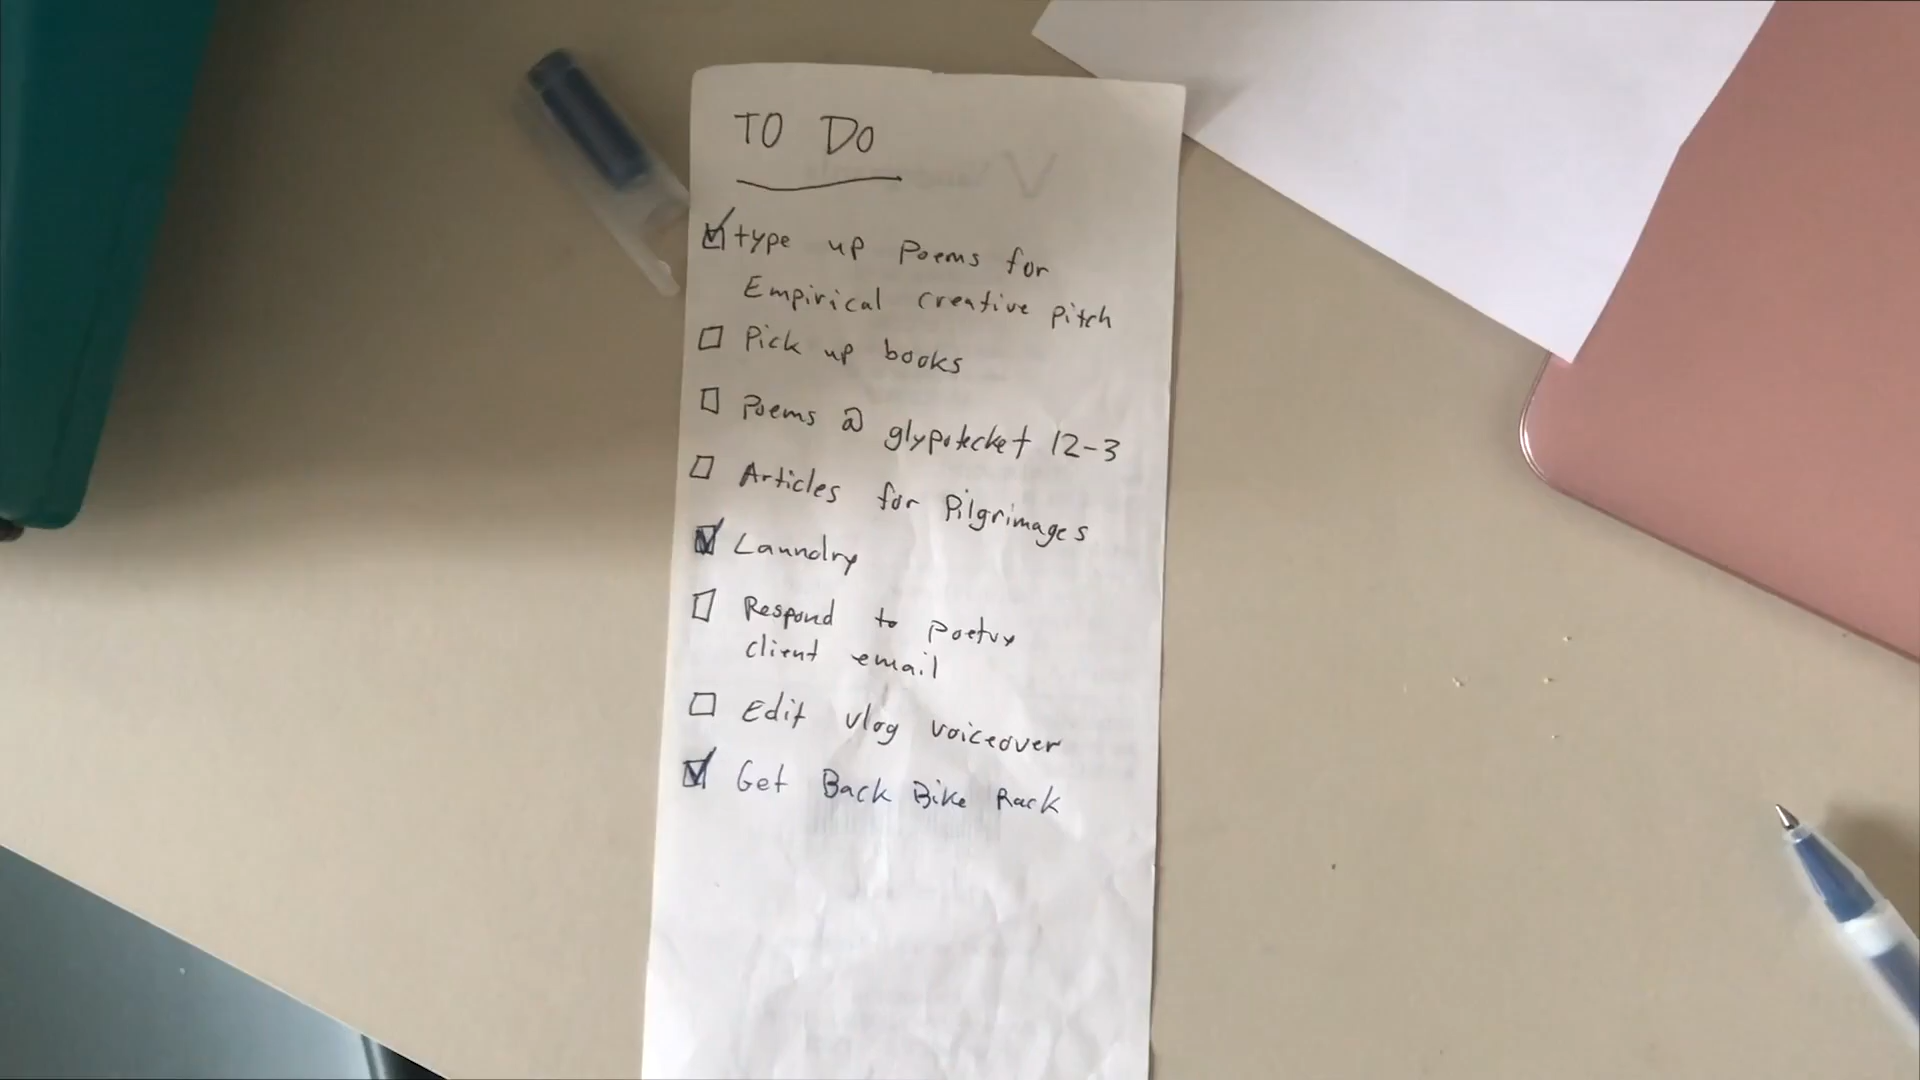 TO DO
type up Poems for
Empirical creative pitch
Pick up books
Poems @ glypotecket 12-3
Articles for Pilgrimages
Laundry
Respond to poetry
client email
Edit vlog voiceover
Get Back Bike Rack